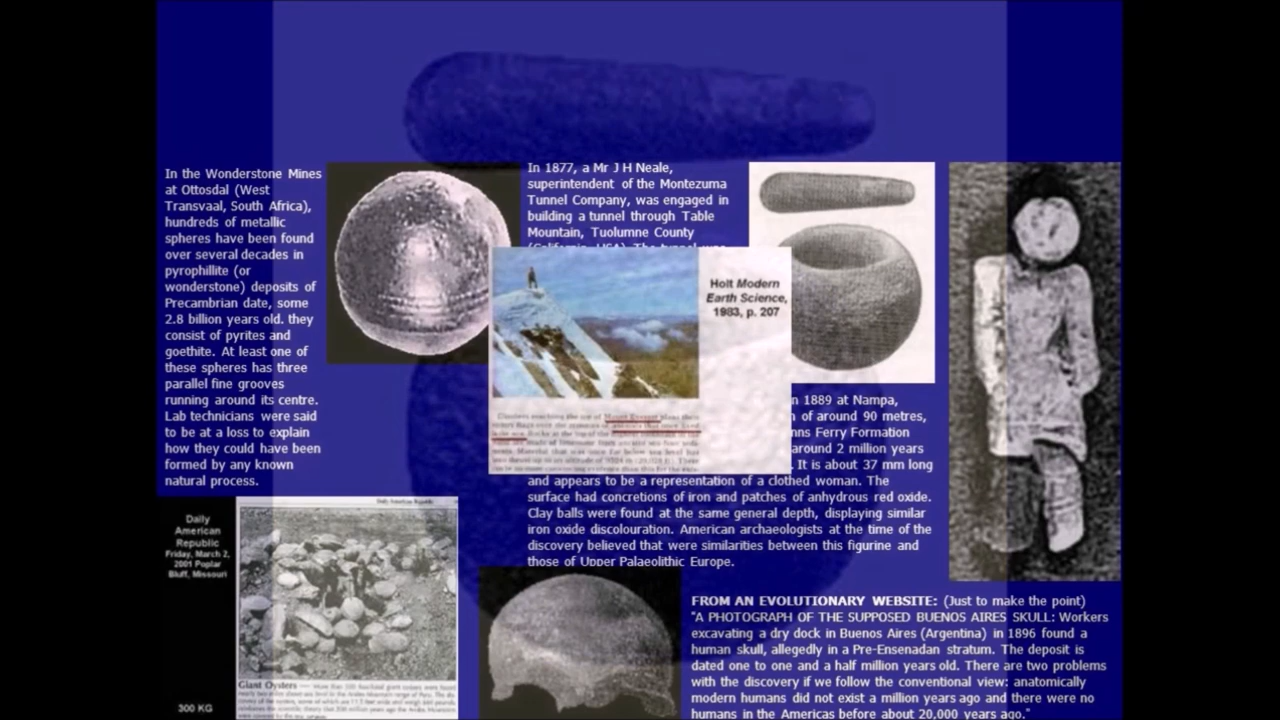 In the Wonderstone Mines
at Ottosdal (West
Transvaal, South Africa),
hundreds of metallic
spheres have been found
over several decades in
pyrophillite (or
wonderstone) deposits of
Precambrian date, some
2.8 billion years old. they
consist of pyrites and
goethite. At least one of
these spheres has three
parallel fine grooves
running around its centre.
Lab technicians were said
to be at a loss to explain
how they could have been
formed by any known
natural process.
In 1877, a Mr J H Neale,
superintendent of the Montezuma
Tunnel Company, was engaged in
building a tunnel through Table
Mountain, Tuolumne County
(California, USA). The tunnel was
Holt Modern
Earth Science,
1983, p. 207
n 1889 at Nampa,
of around 90 metres,
nns Ferry Formation
around 2 million years
. It is about 37 mm long
and appears to be a representation of a clothed woman. The
surface had concretions of iron and patches of anhydrous red oxide.
Clay balls were found at the same general depth, displaying similar
iron oxide discolouration. American archaeologists at the time of the
discovery believed that were similarities between this figurine and
those of Upper Palaeolithic Europe.
Daily
American
Republic
Friday, March 2,
2001 Poplar
Bluff, Missouri
300 KG
Daily American Republic
Giant Oysters
FROM AN EVOLUTIONARY WEBSITE: (Just to make the point)
"A PHOTOGRAPH OF THE SUPPOSED BUENOS AIRES SKULL: Workers
excavating a dry dock in Buenos Aires (Argentina) in 1896 found a
human skull, allegedly in a Pre-Ensenadan stratum. The deposit is
dated one to one and a half million years old. There are two problems
with the discovery if we follow the conventional view: anatomically
modern humans did not exist a million years ago and there were no
humans in the Americas before about 20,000 years ago."